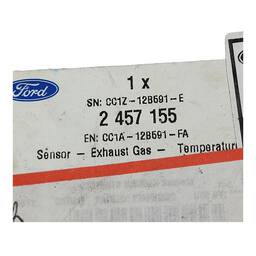 Ford
1 x
SN: CC1Z-12B591-E
2 457 155
EN: CC1A-12B591-FA
Sensor - Exhaust Gas - Temperatur